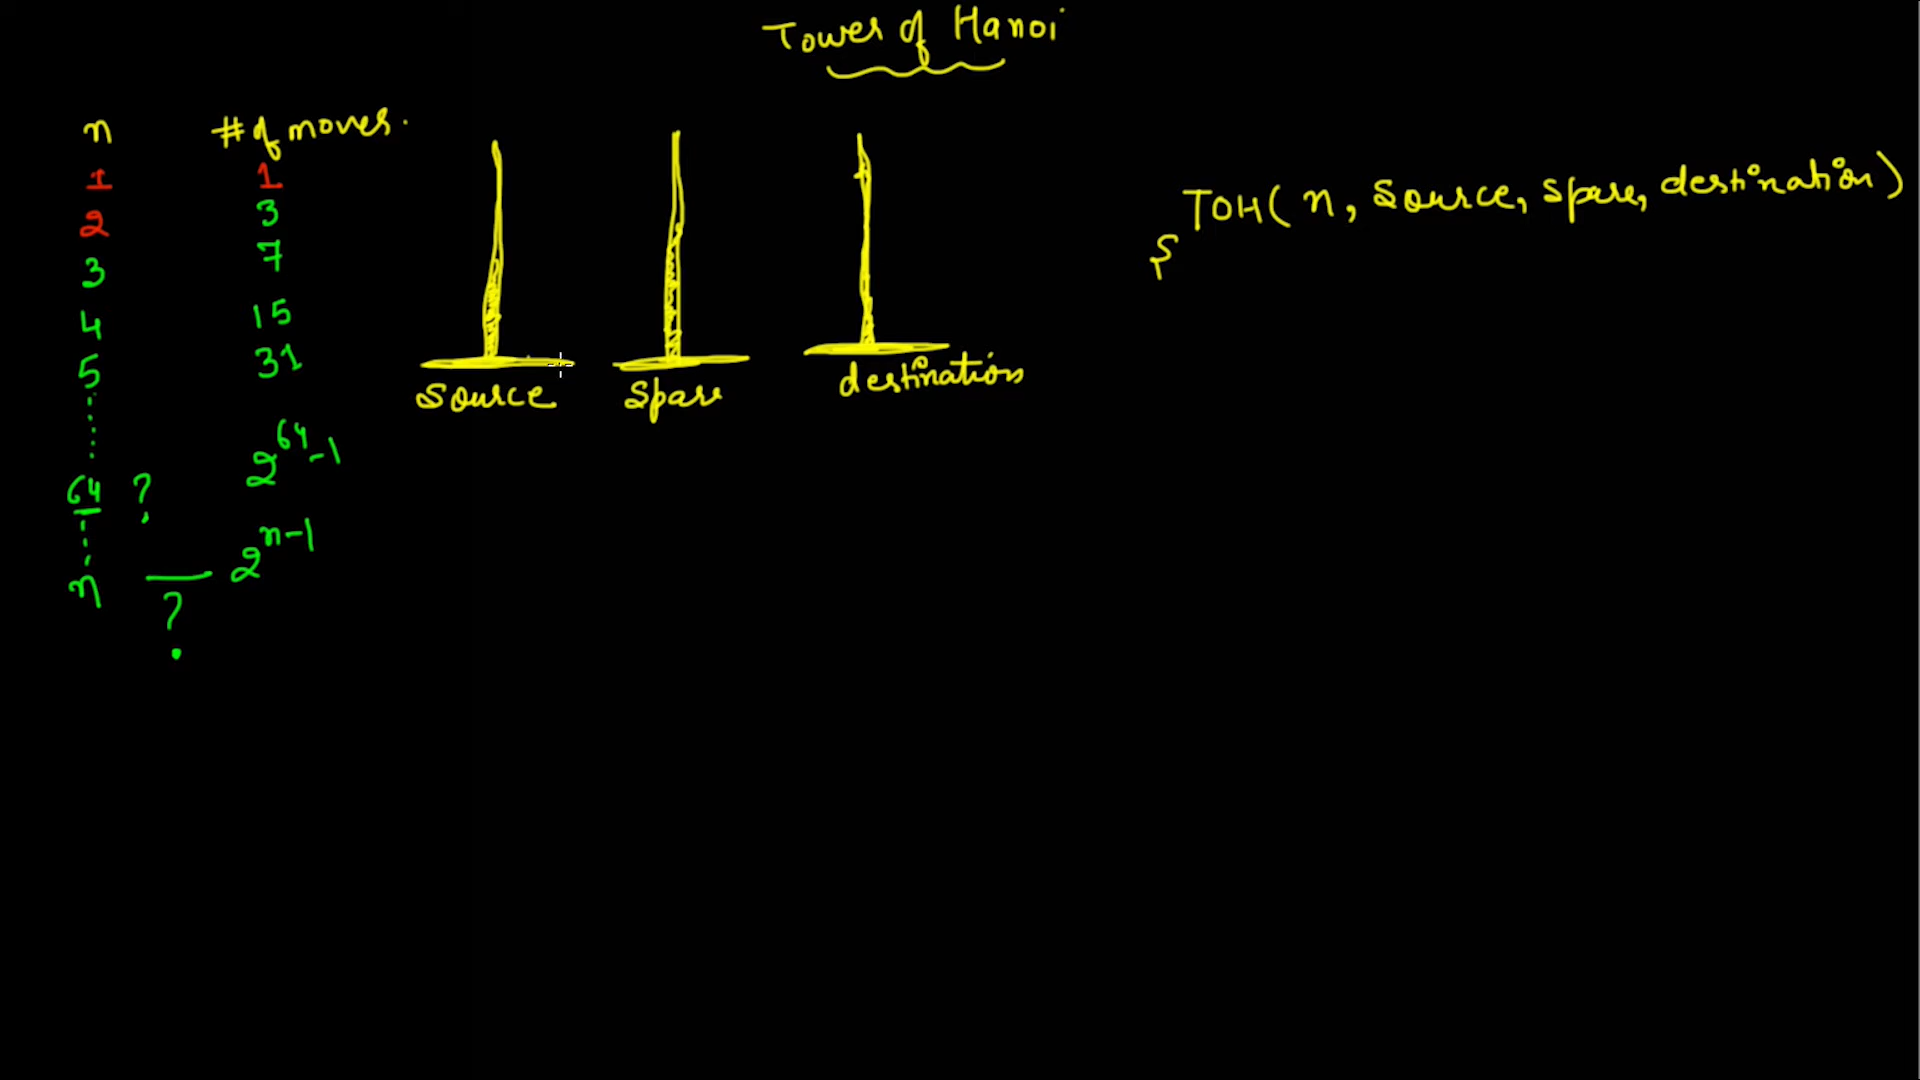 Tower of Hanoi
n # of moves.
1 1
2 3
3 7
4 15
5 31
64 ? 2^64-1
n ? 2^n-1
source spare destination
TOH( n, source, spare, destination)
{